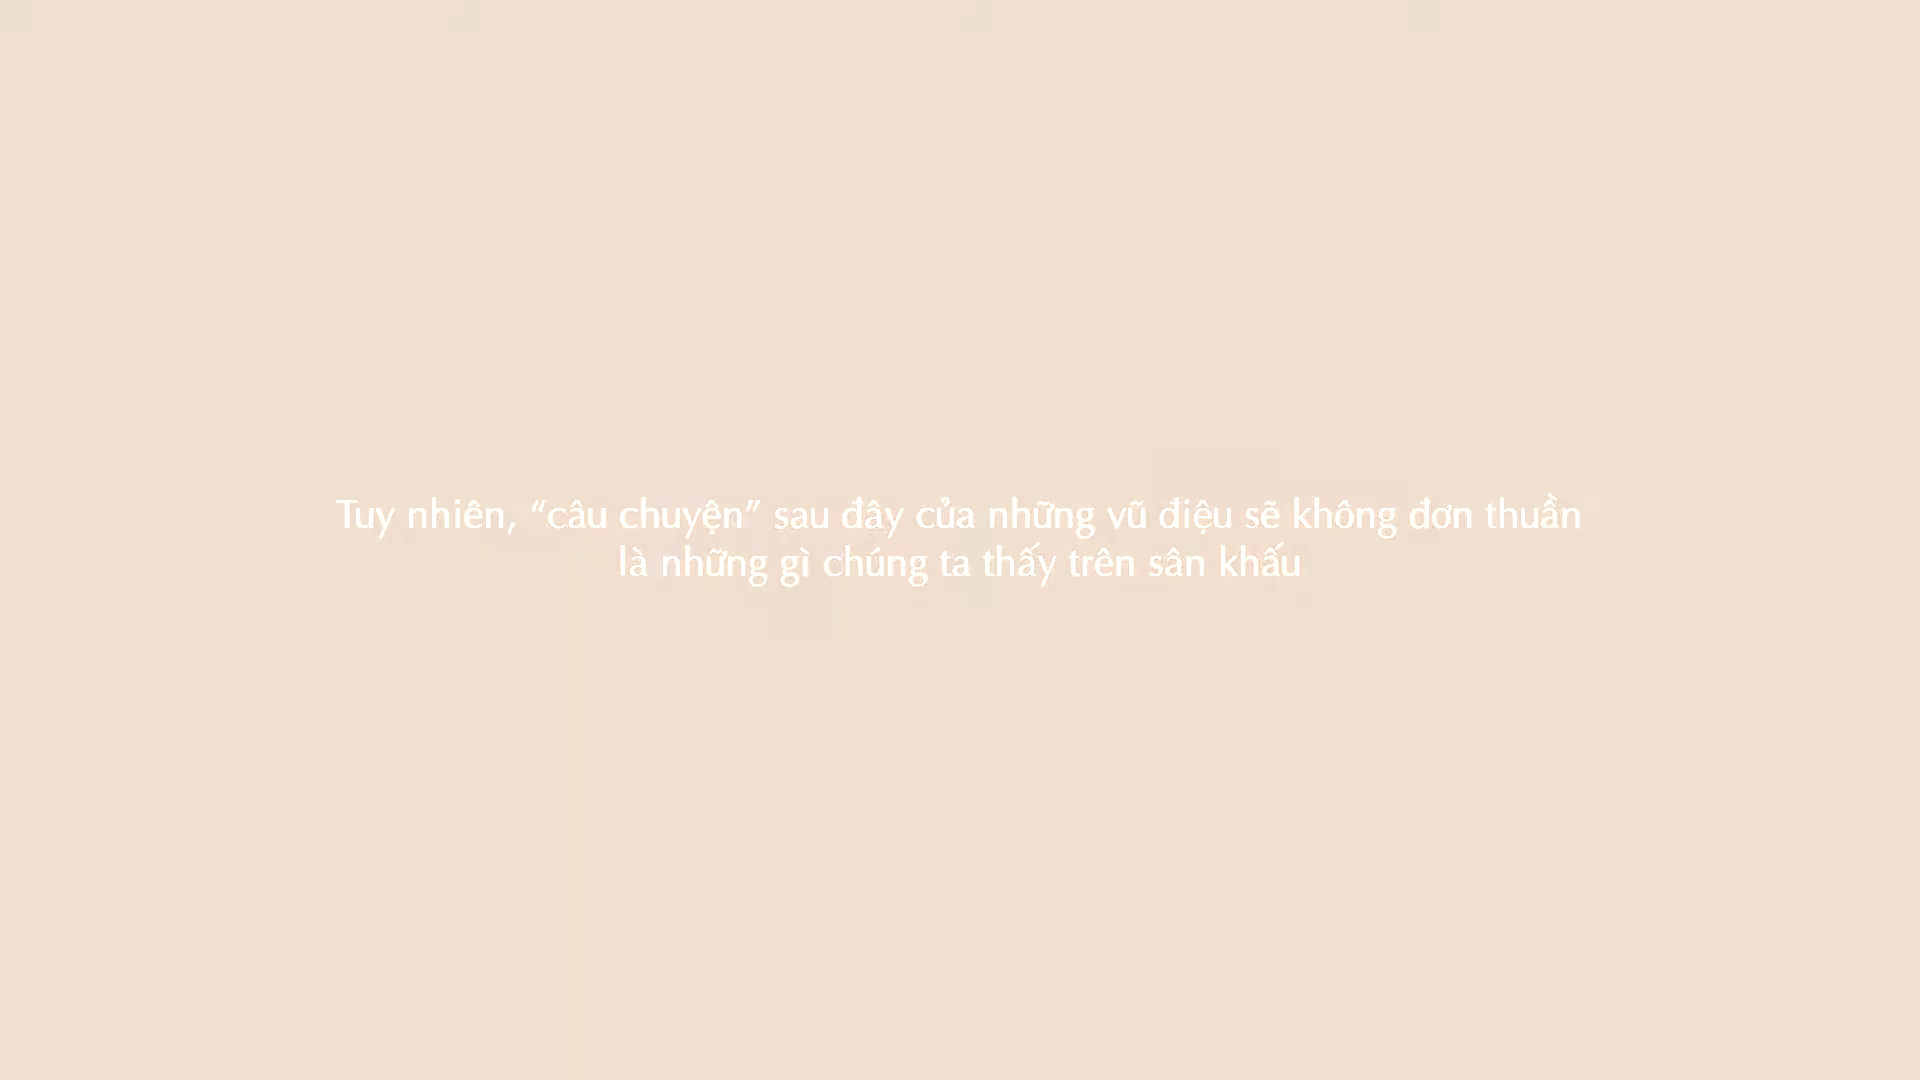 Tuy nhiên, “câu chuyện” sau đây của những vũ điệu sẽ không đơn thuần
là những gì chúng ta thấy trên sân khấu